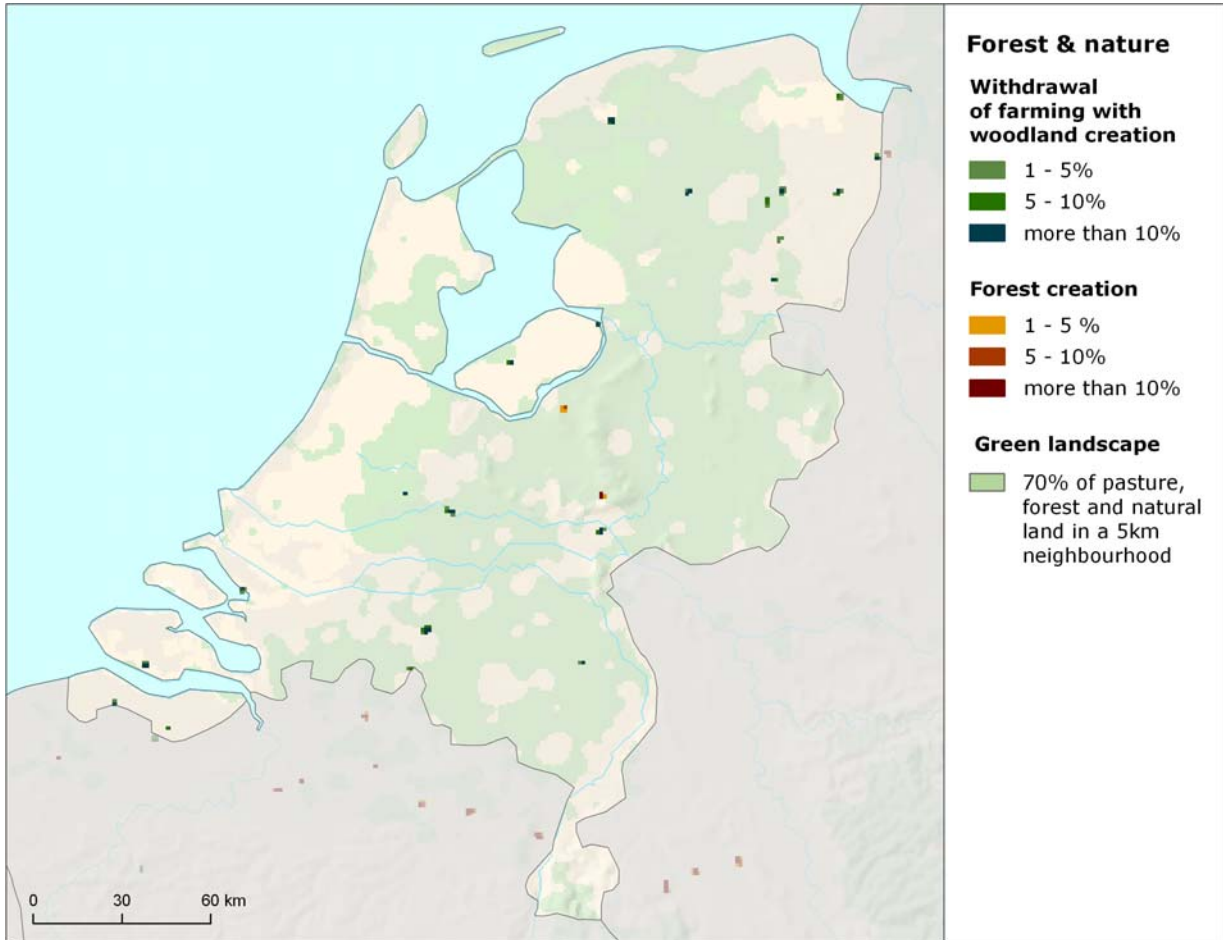 Forest & nature
Withdrawal
of farming with
woodland creation
1 - 5%
5 - 10%
more than 10%
Forest creation
1 - 5 %
5 - 10%
more than 10%
Green landscape
70% of pasture,
forest and natural
land in a 5km
neighbourhood
0 30 60 km